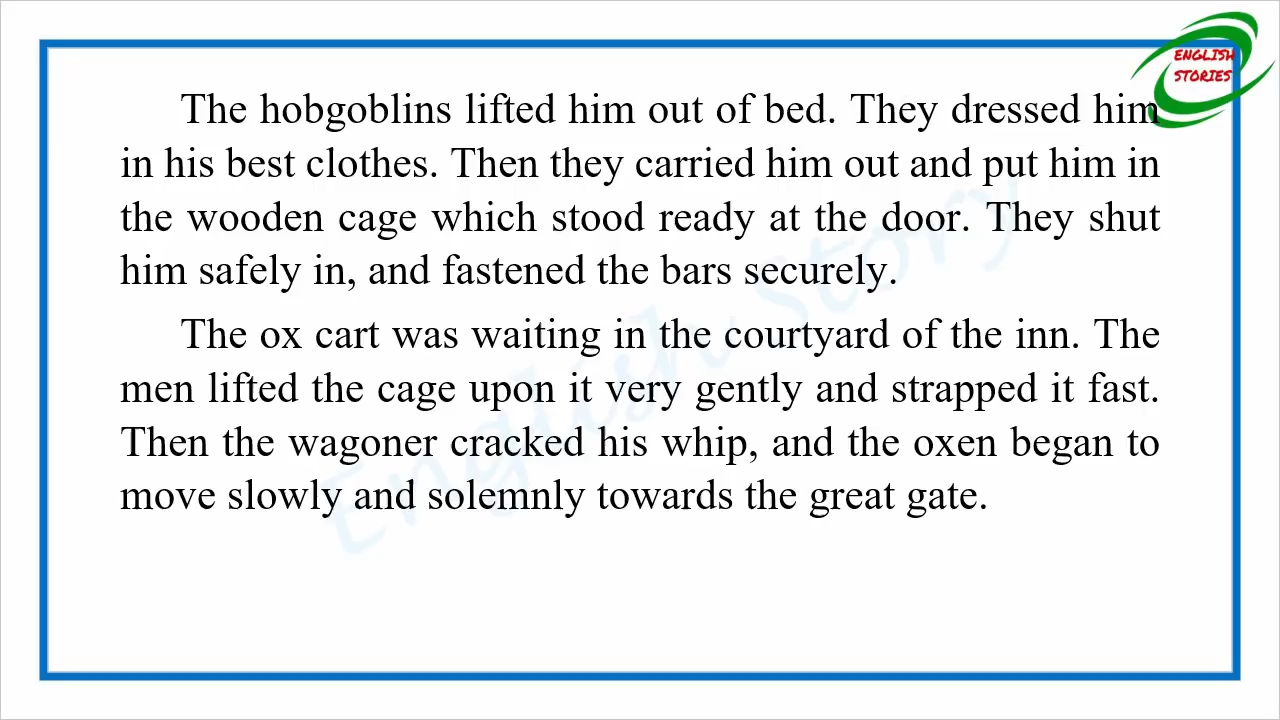 ENGLISH
STORIES
The hobgoblins lifted him out of bed. They dressed him
in his best clothes. Then they carried him out and put him in
the wooden cage which stood ready at the door. They shut
him safely in, and fastened the bars securely.
The ox cart was waiting in the courtyard of the inn. The
men lifted the cage upon it very gently and strapped it fast.
Then the wagoner cracked his whip, and the oxen began to
move slowly and solemnly towards the great gate.
English Story